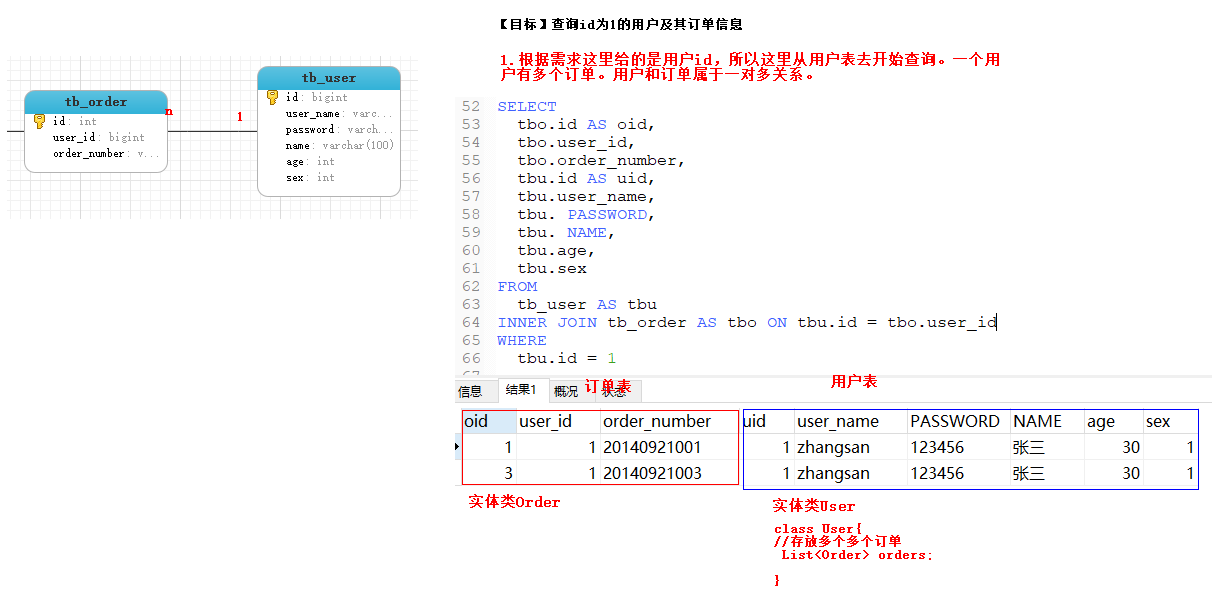 【目标】查询id为1的用户及其订单信息
1.根据需求这里给的是用户id，所以这里从用户表去开始查询。一个用
户有多个订单。用户和订单属于一对多关系。
tb_order
id: int
user_id: bigint
order_number: v...
n
1
tb_user
id: bigint
user_name: varc...
password: varch...
name: varchar(100)
age: int
sex: int
52 SELECT
53 tbo.id AS oid,
54 tbo.user_id,
55 tbo.order_number,
56 tbu.id AS uid,
57 tbu.user_name,
58 tbu. PASSWORD,
59 tbu. NAME,
60 tbu.age,
61 tbu.sex
62 FROM
63 tb_user AS tbu
64 INNER JOIN tb_order AS tbo ON tbu.id = tbo.user_id
65 WHERE
66 tbu.id = 1
67
信息 结果1 概况 状态
订单表
用户表
oid user_id order_number uid user_name PASSWORD NAME age sex
1 1 20140921001 1 zhangsan 123456 张三 30 1
3 1 20140921003 1 zhangsan 123456 张三 30 1
实体类Order
实体类User
class User{
//存放多个多个订单
List<Order> orders;
}